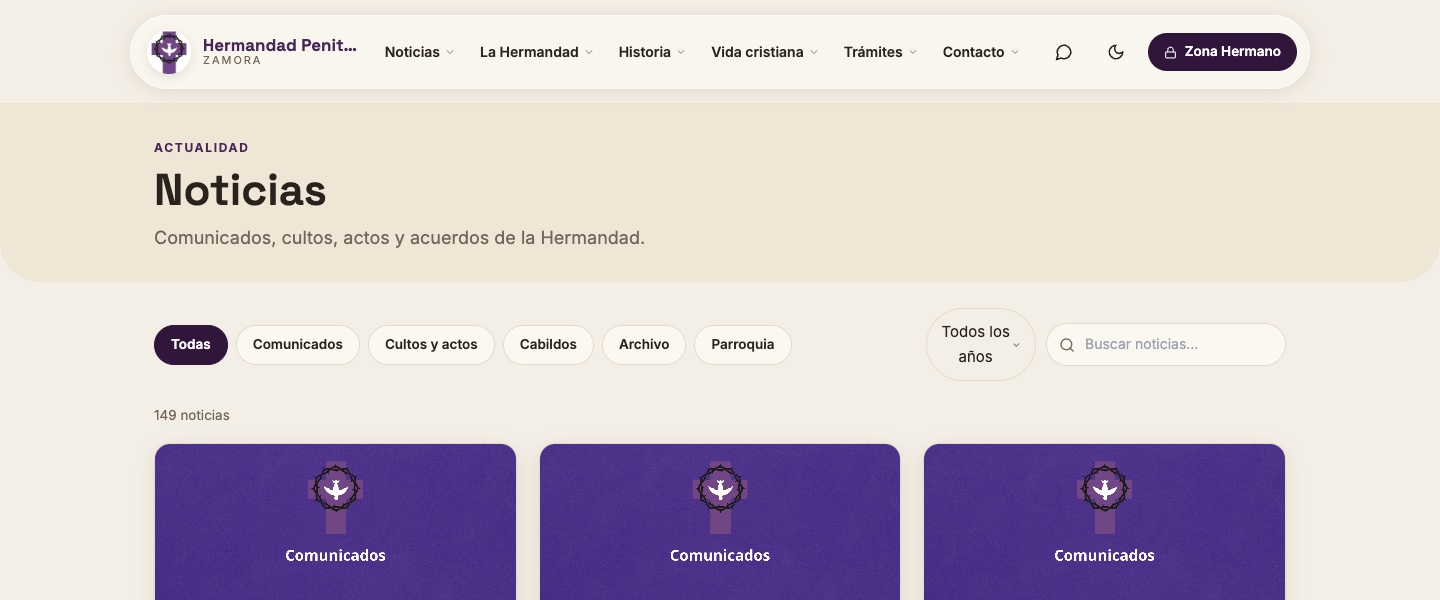 Hermandad Penit...
ZAMORA
Noticias
La Hermandad
Historia
Vida cristiana
Trámites
Contacto
Zona Hermano
ACTUALIDAD
Noticias
Comunicados, cultos, actos y acuerdos de la Hermandad.
Todas
Comunicados
Cultos y actos
Cabildos
Archivo
Parroquia
Todos los
años
Buscar noticias...
149 noticias
Comunicados
Comunicados
Comunicados